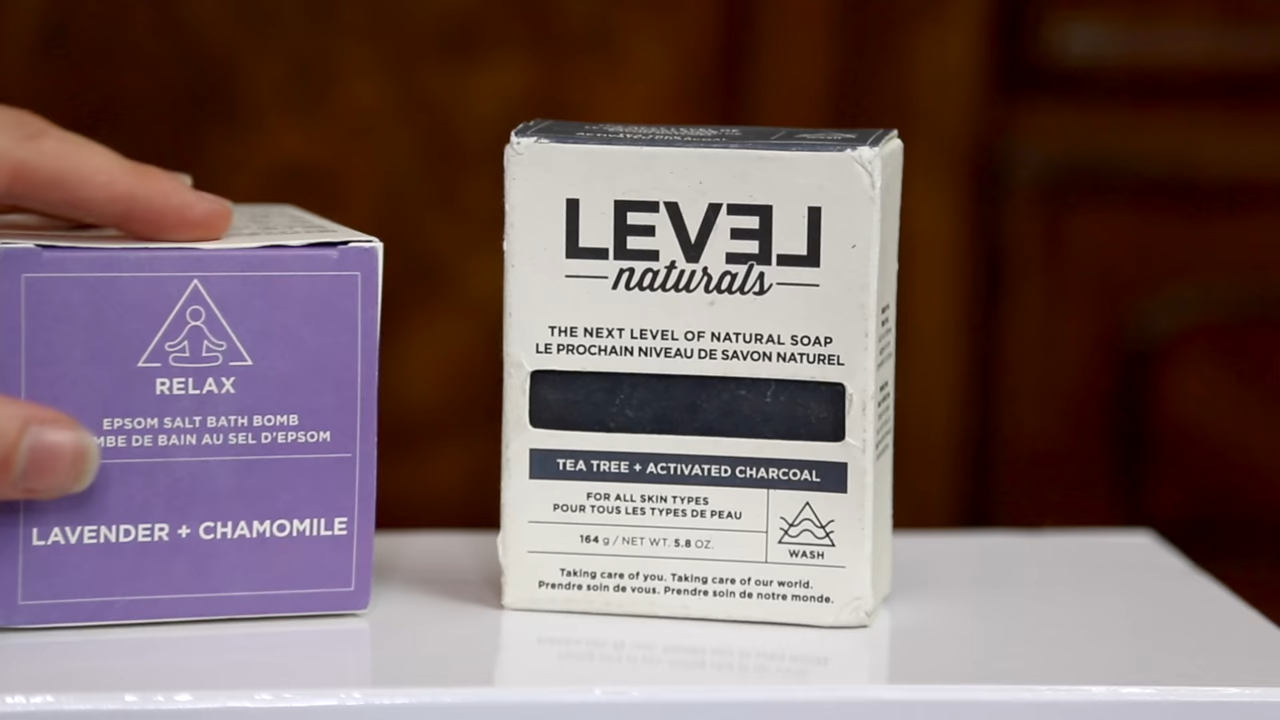 RELAX
EPSOM SALT BATH BOMB
MBE DE BAIN AU SEL D'EPSOM
LAVENDER + CHAMOMILE
LEVEL
naturals
THE NEXT LEVEL OF NATURAL SOAP
LE PROCHAIN NIVEAU DE SAVON NATUREL
TEA TREE + ACTIVATED CHARCOAL
FOR ALL SKIN TYPES
POUR TOUS LES TYPES DE PEAU
164 g / NET WT. 5.8 OZ.
WASH
Taking care of you. Taking care of our world.
Prendre soin de vous. Prendre soin de notre monde.